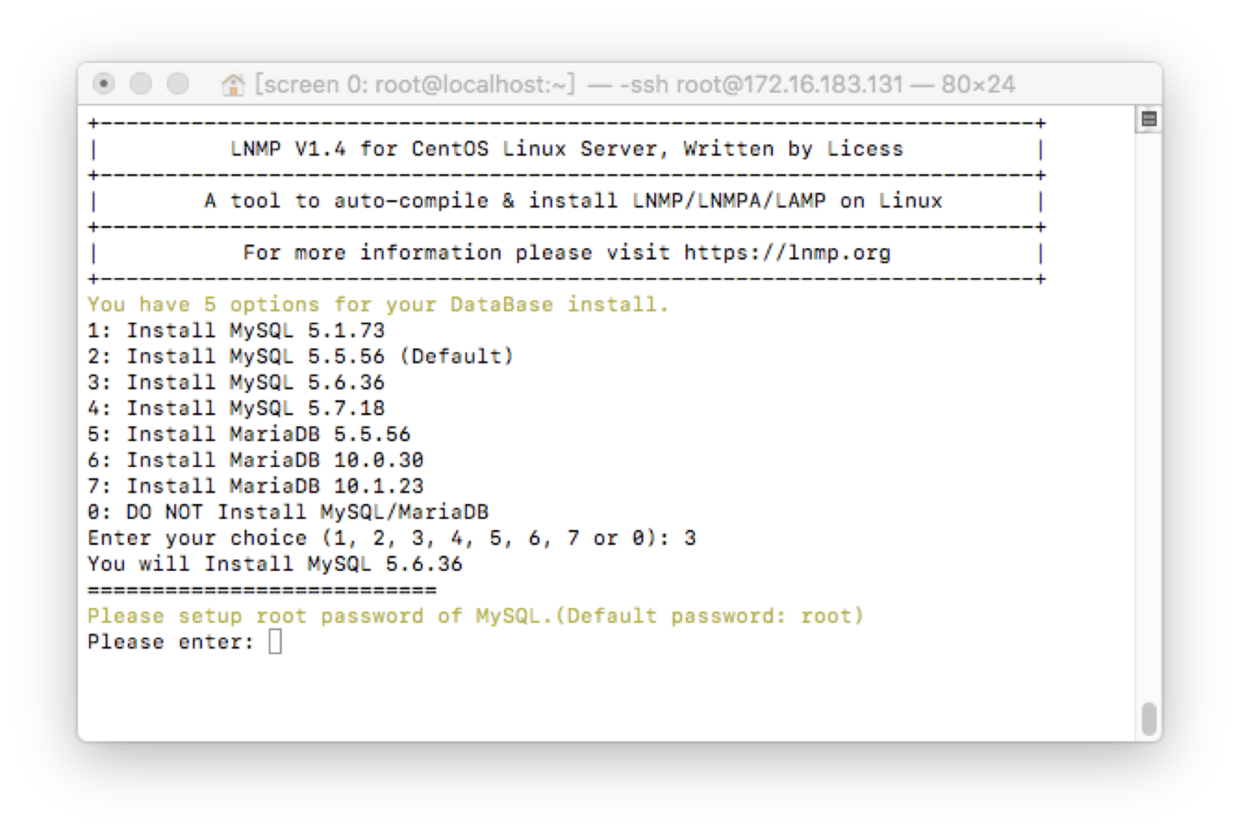 [screen 0: root@localhost:~] — -ssh root@172.16.183.131 — 80×24
+------------------------------------------------------------------------+
|          LNMP V1.4 for CentOS Linux Server, Written by Licess          |
+------------------------------------------------------------------------+
|        A tool to auto-compile & install LNMP/LNMPA/LAMP on Linux       |
+------------------------------------------------------------------------+
|           For more information please visit https://lnmp.org           |
+------------------------------------------------------------------------+
You have 5 options for your DataBase install.
1: Install MySQL 5.1.73
2: Install MySQL 5.5.56 (Default)
3: Install MySQL 5.6.36
4: Install MySQL 5.7.18
5: Install MariaDB 5.5.56
6: Install MariaDB 10.0.30
7: Install MariaDB 10.1.23
0: DO NOT Install MySQL/MariaDB
Enter your choice (1, 2, 3, 4, 5, 6, 7 or 0): 3
You will Install MySQL 5.6.36
===========================
Please setup root password of MySQL.(Default password: root)
Please enter: